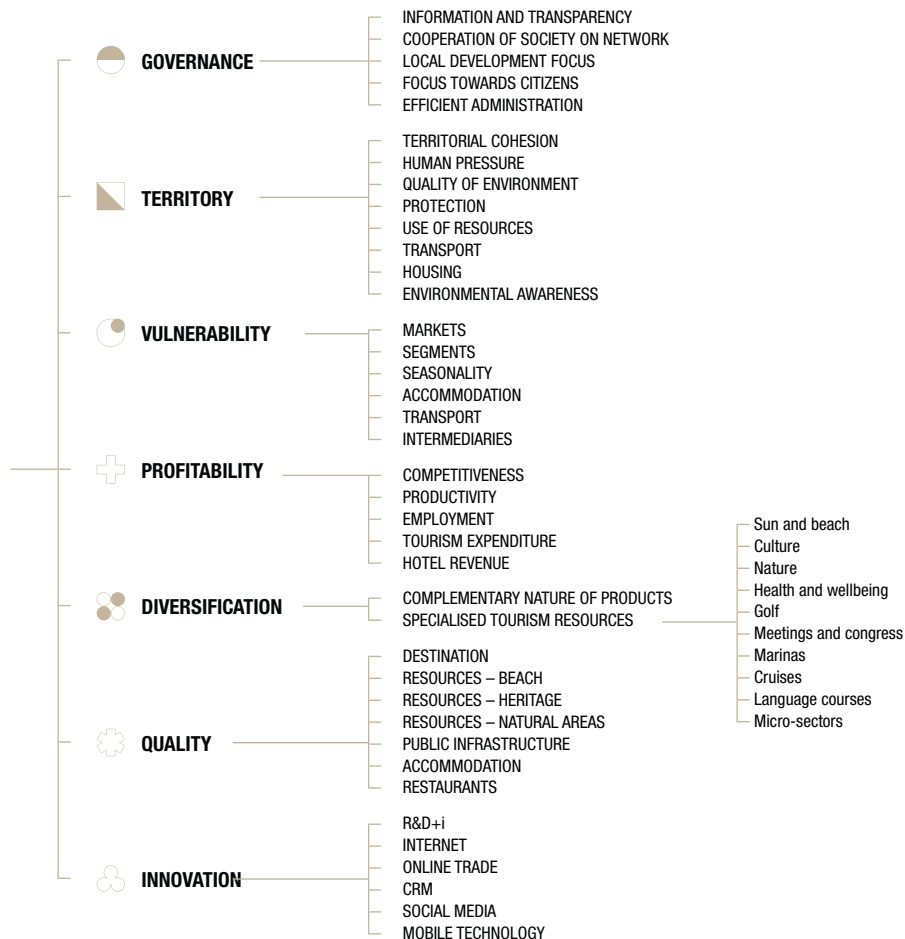 GOVERNANCE
INFORMATION AND TRANSPARENCY
COOPERATION OF SOCIETY ON NETWORK
LOCAL DEVELOPMENT FOCUS
FOCUS TOWARDS CITIZENS
EFFICIENT ADMINISTRATION
TERRITORY
TERRITORIAL COHESION
HUMAN PRESSURE
QUALITY OF ENVIRONMENT
PROTECTION
USE OF RESOURCES
TRANSPORT
HOUSING
ENVIRONMENTAL AWARENESS
VULNERABILITY
MARKETS
SEGMENTS
SEASONALITY
ACCOMMODATION
TRANSPORT
INTERMEDIARIES
PROFITABILITY
COMPETITIVENESS
PRODUCTIVITY
EMPLOYMENT
TOURISM EXPENDITURE
HOTEL REVENUE
DIVERSIFICATION
COMPLEMENTARY NATURE OF PRODUCTS
SPECIALISED TOURISM RESOURCES
Sun and beach
Culture
Nature
Health and wellbeing
Golf
Meetings and congress
Marinas
Cruises
Language courses
Micro-sectors
QUALITY
DESTINATION
RESOURCES – BEACH
RESOURCES – HERITAGE
RESOURCES – NATURAL AREAS
PUBLIC INFRASTRUCTURE
ACCOMMODATION
RESTAURANTS
INNOVATION
R&D+i
INTERNET
ONLINE TRADE
CRM
SOCIAL MEDIA
MOBILE TECHNOLOGY